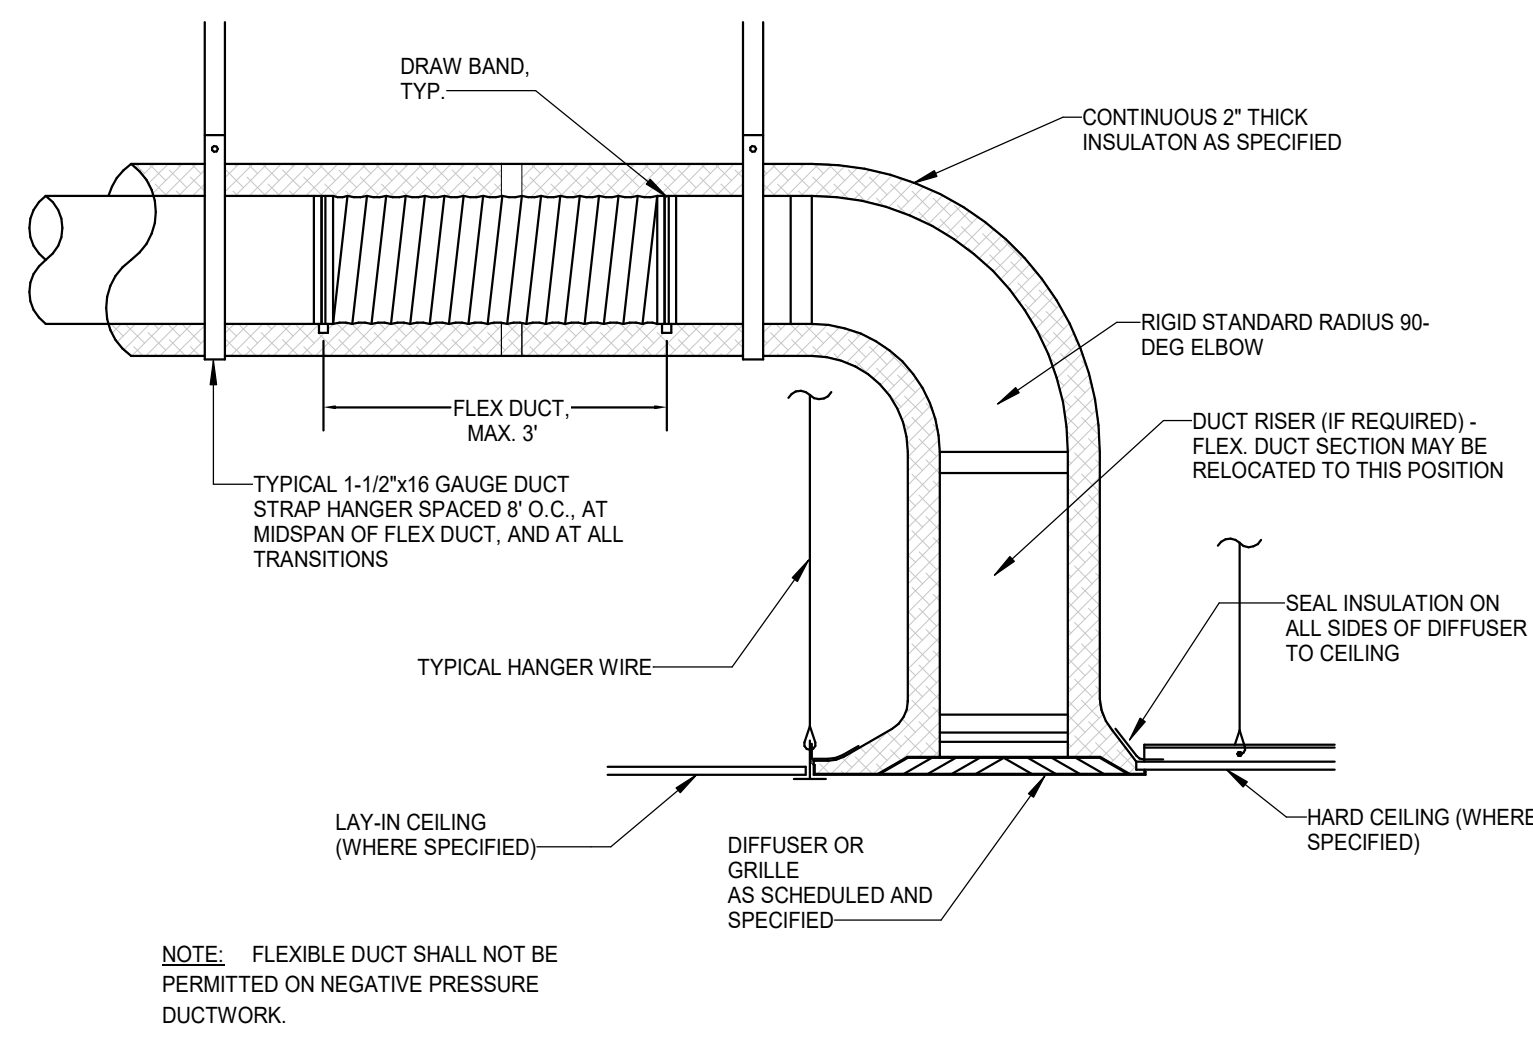 DRAW BAND,
TYP.
CONTINUOUS 2" THICK
INSULATON AS SPECIFIED
RIGID STANDARD RADIUS 90-
DEG ELBOW
FLEX DUCT,
MAX. 3'
DUCT RISER (IF REQUIRED) -
FLEX. DUCT SECTION MAY BE
RELOCATED TO THIS POSITION
TYPICAL 1-1/2"x16 GAUGE DUCT
STRAP HANGER SPACED 8' O.C., AT
MIDSPAN OF FLEX DUCT, AND AT ALL
TRANSITIONS
SEAL INSULATION ON
ALL SIDES OF DIFFUSER
TO CEILING
TYPICAL HANGER WIRE
LAY-IN CEILING
(WHERE SPECIFIED)
DIFFUSER OR
GRILLE
AS SCHEDULED AND
SPECIFIED
HARD CEILING (WHERE
SPECIFIED)
NOTE: FLEXIBLE DUCT SHALL NOT BE
PERMITTED ON NEGATIVE PRESSURE
DUCTWORK.